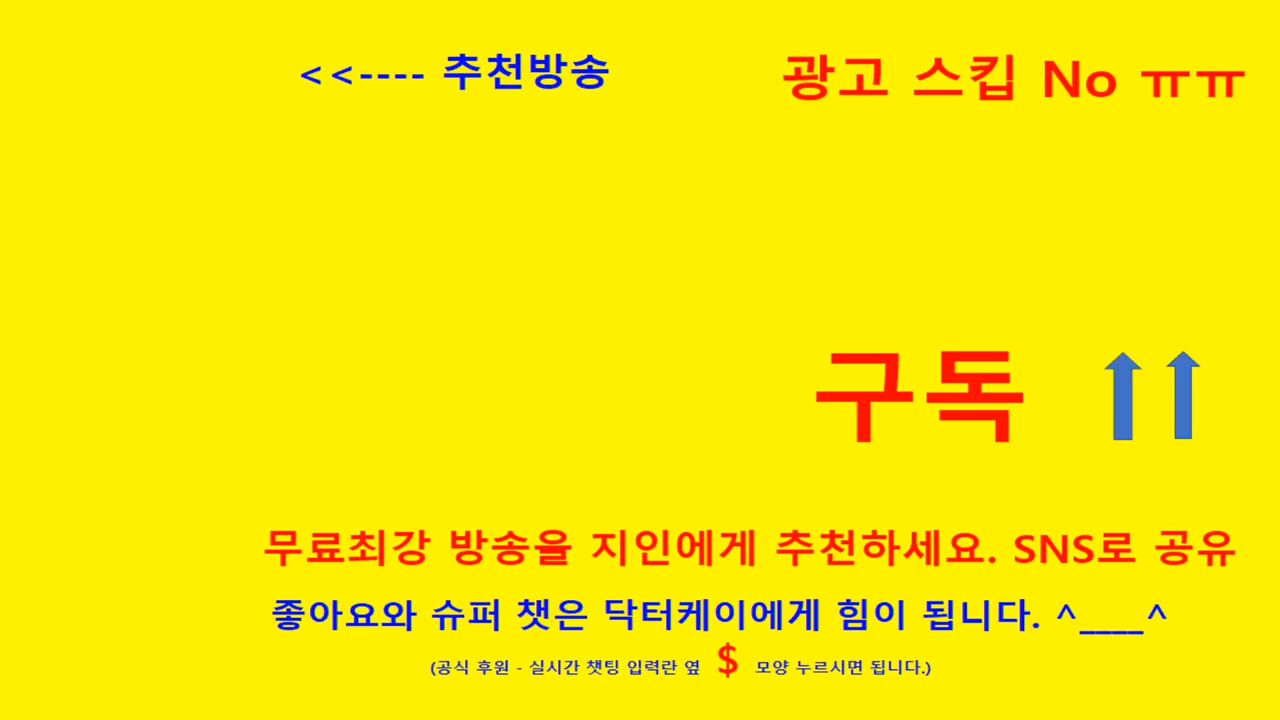 <<---- 추천방송
광고 스킵 No ㅠㅠ
구독
무료최강 방송을 지인에게 추천하세요. SNS로 공유
좋아요와 슈퍼 챗은 닥터케이에게 힘이 됩니다. ^____^
(공식 후원 - 실시간 챗팅 입력란 옆 $ 모양 누르시면 됩니다.)